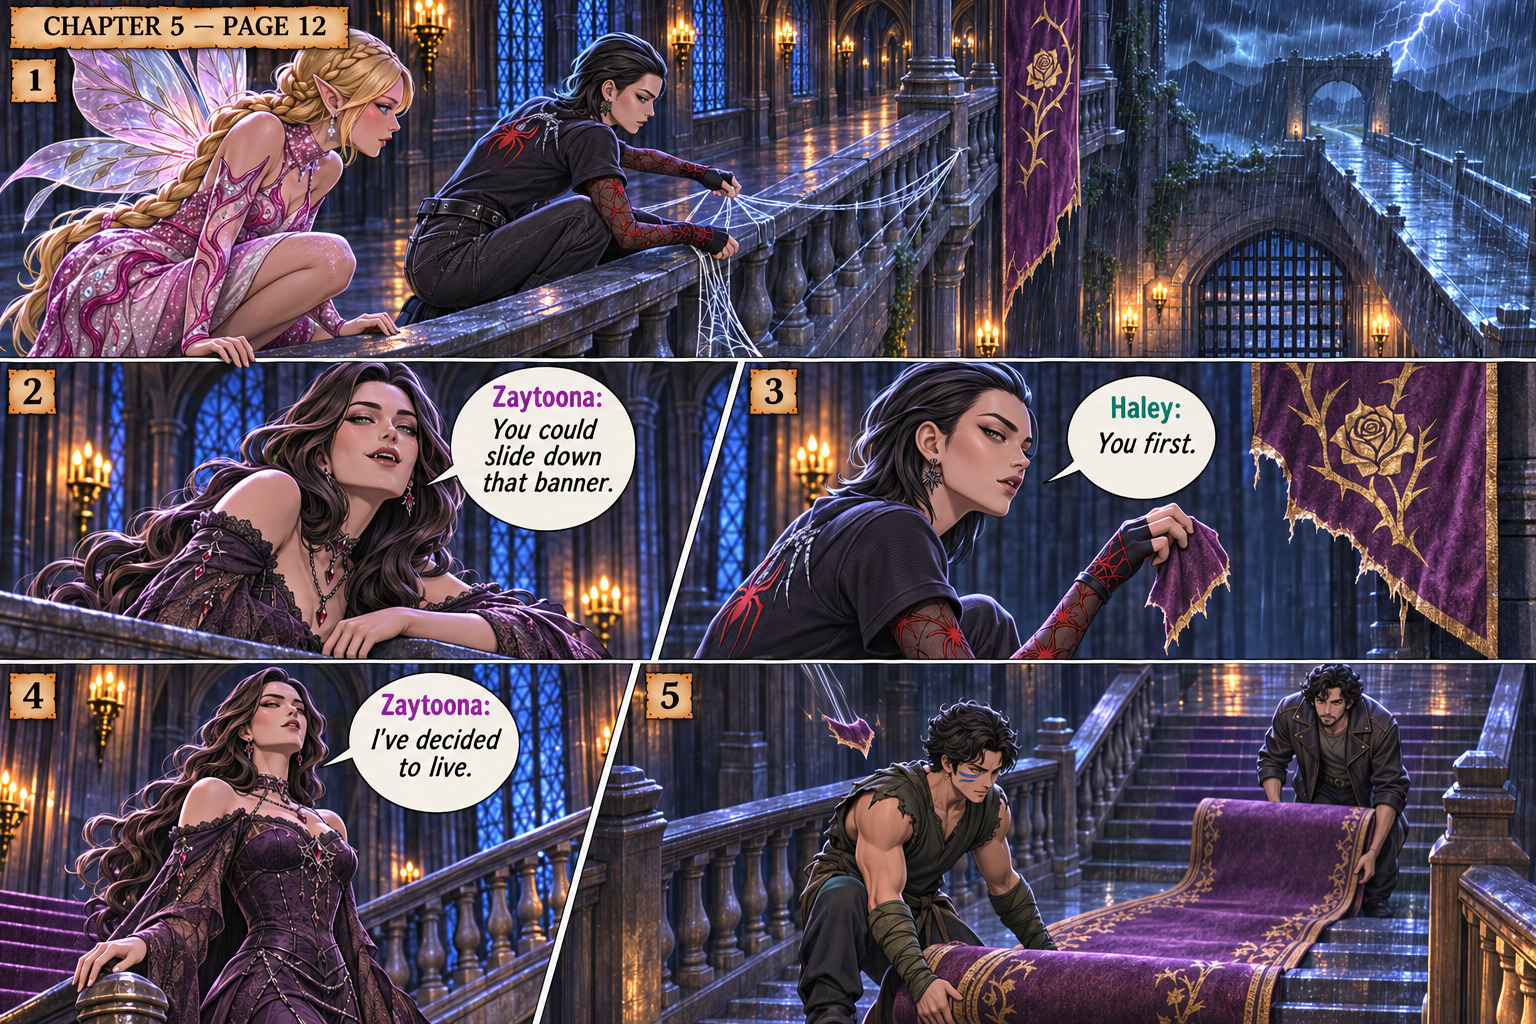 CHAPTER 5 — PAGE 12
1
2
Zaytoona:
You could
slide down
that banner.
3
Haley:
You first.
4
Zaytoona:
I've decided
to live.
5